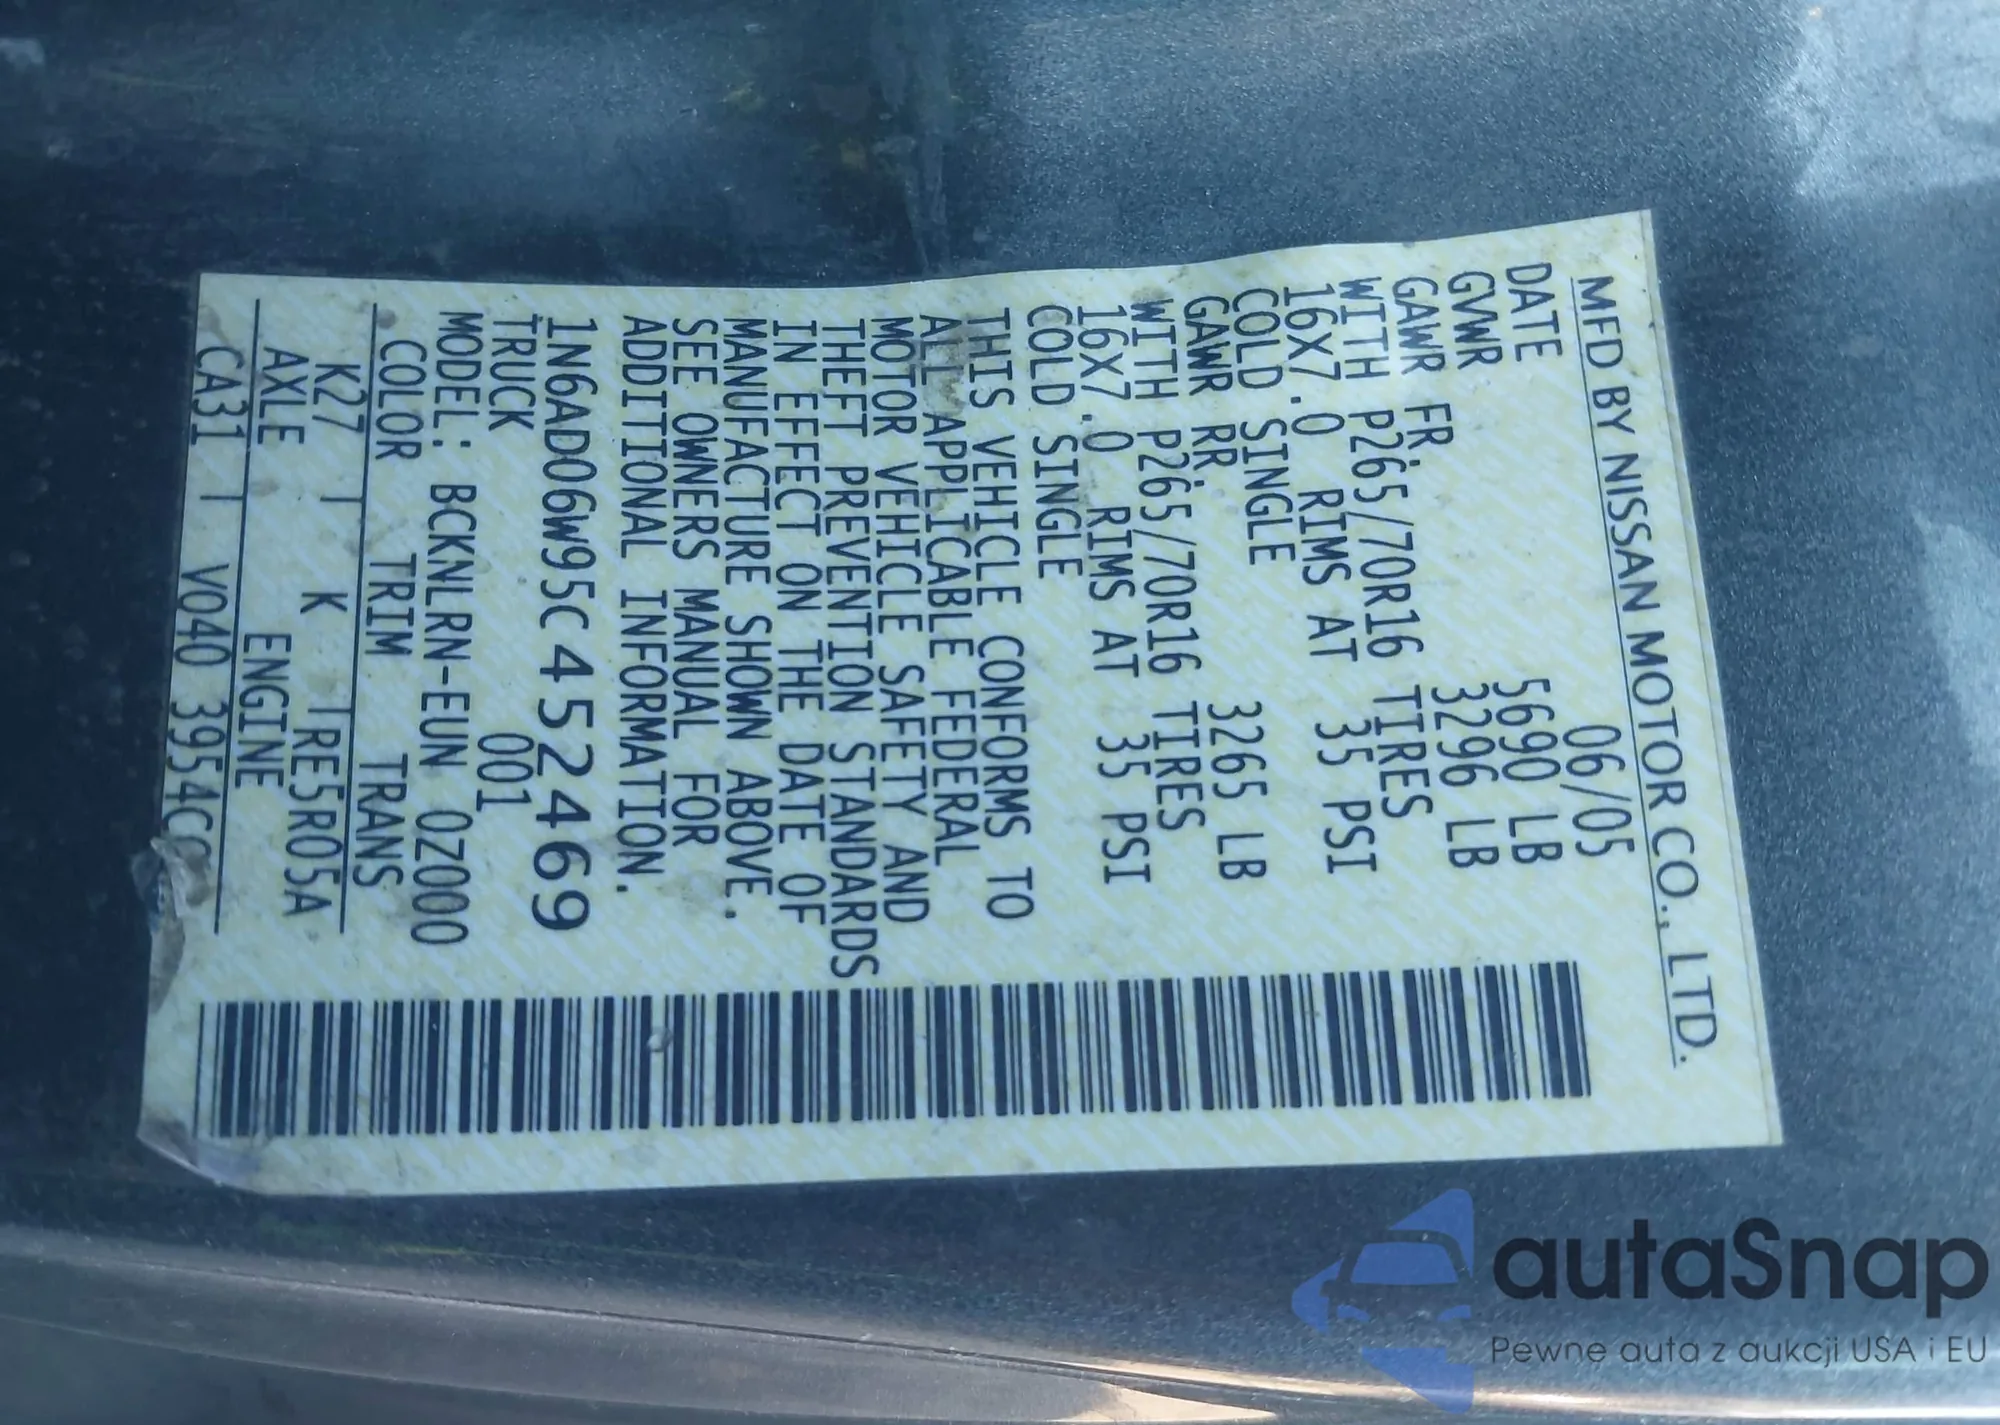 MFD BY NISSAN MOTOR CO., LTD.
DATE 06/05
GVWR 5690 LB
GAWR FR. 3296 LB
WITH P265/70R16 TIRES
16X7.0 RIMS AT 35 PSI
COLD SINGLE
GAWR RR. 3265 LB
WITH P265/70R16 TIRES
16X7.0 RIMS AT 35 PSI
COLD SINGLE
THIS VEHICLE CONFORMS TO
ALL APPLICABLE FEDERAL
MOTOR VEHICLE SAFETY AND
THEFT PREVENTION STANDARDS
IN EFFECT ON THE DATE OF
MANUFACTURE SHOWN ABOVE.
SEE OWNERS MANUAL FOR
ADDITIONAL INFORMATION.
1N6AD06W95C452469
TRUCK 001
MODEL: BCKNLRN-EUN 0Z000
COLOR TRIM TRANS
K27 K TRE5R05A
AXLE ENGINE
CA31 V040 3954CC
autaSnap
Pewne auta z aukcji USA i EU